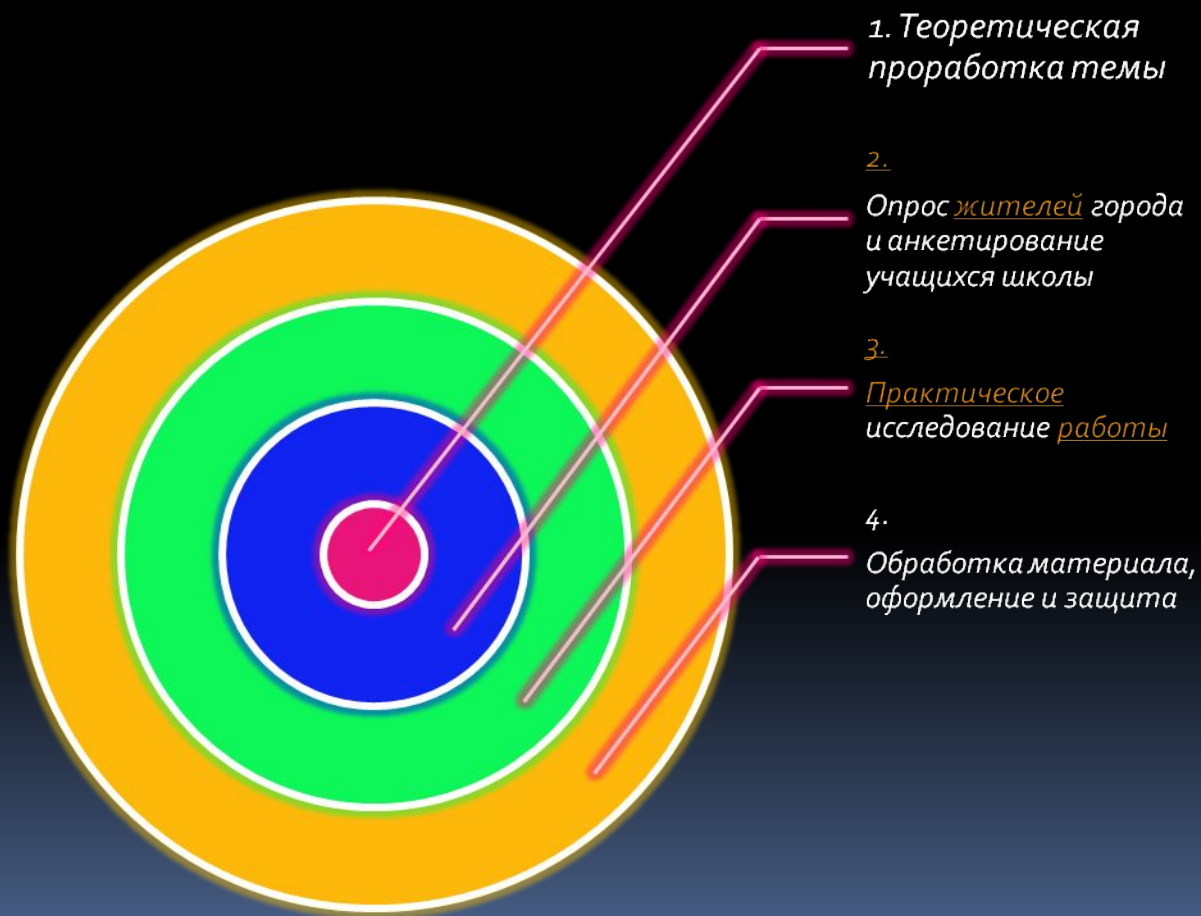 1. Теоретическая
проработка темы
2.
Опрос жителей города
и анкетирование
учащихся школы
3.
Практическое
исследование работы
4.
Обработка материала,
оформление и защита